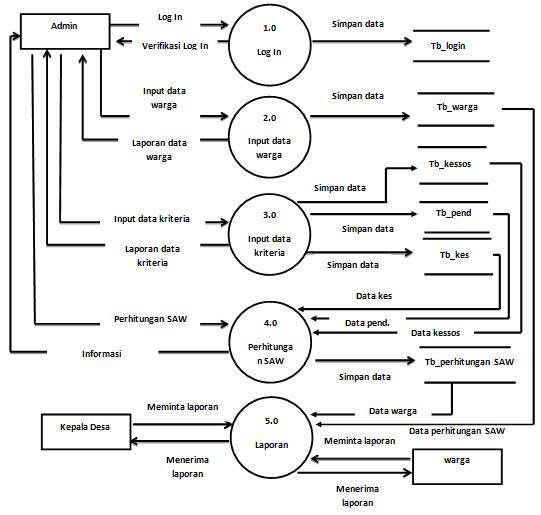 Admin
Log In
Verifikasi Log In
1.0
Log In
Simpan data
Tb_login
Input data
warga
Laporan data
warga
2.0
Input data
warga
Simpan data
Tb_warga
Input data kriteria
Laporan data
kriteria
3.0
Input data
kriteria
Simpan data
Tb_kessos
Simpan data
Tb_pend
Simpan data
Tb_kes
Data kes
Data pend.
Data kessos
Perhitungan SAW
Informasi
4.0
Perhitunga
n SAW
Simpan data
Tb_perhitungan SAW
Data warga
Data perhitungan SAW
Kepala Desa
Meminta laporan
Menerima
laporan
5.0
Laporan
Meminta laporan
Menerima
laporan
warga